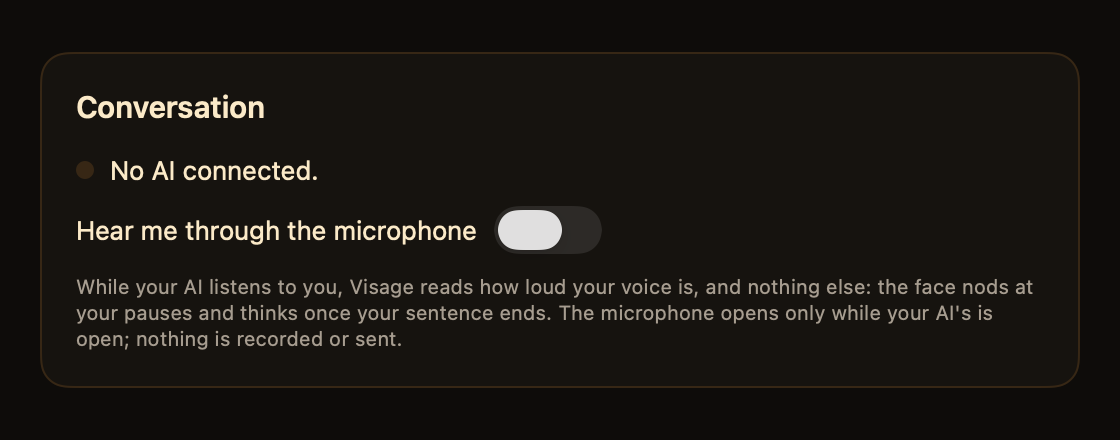 Conversation
No AI connected.
Hear me through the microphone
While your AI listens to you, Visage reads how loud your voice is, and nothing else: the face nods at
your pauses and thinks once your sentence ends. The microphone opens only while your AI's is
open; nothing is recorded or sent.